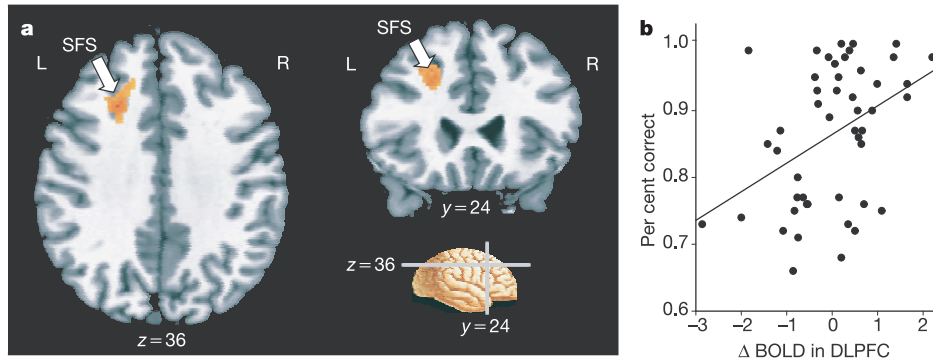 a
SFS
L
R
z = 36
SFS
L
R
y = 24
z = 36
y = 24
b
Per cent correct
1.0
0.9
0.8
0.7
0.6
–3
–2
–1
0
1
2
Δ BOLD in DLPFC